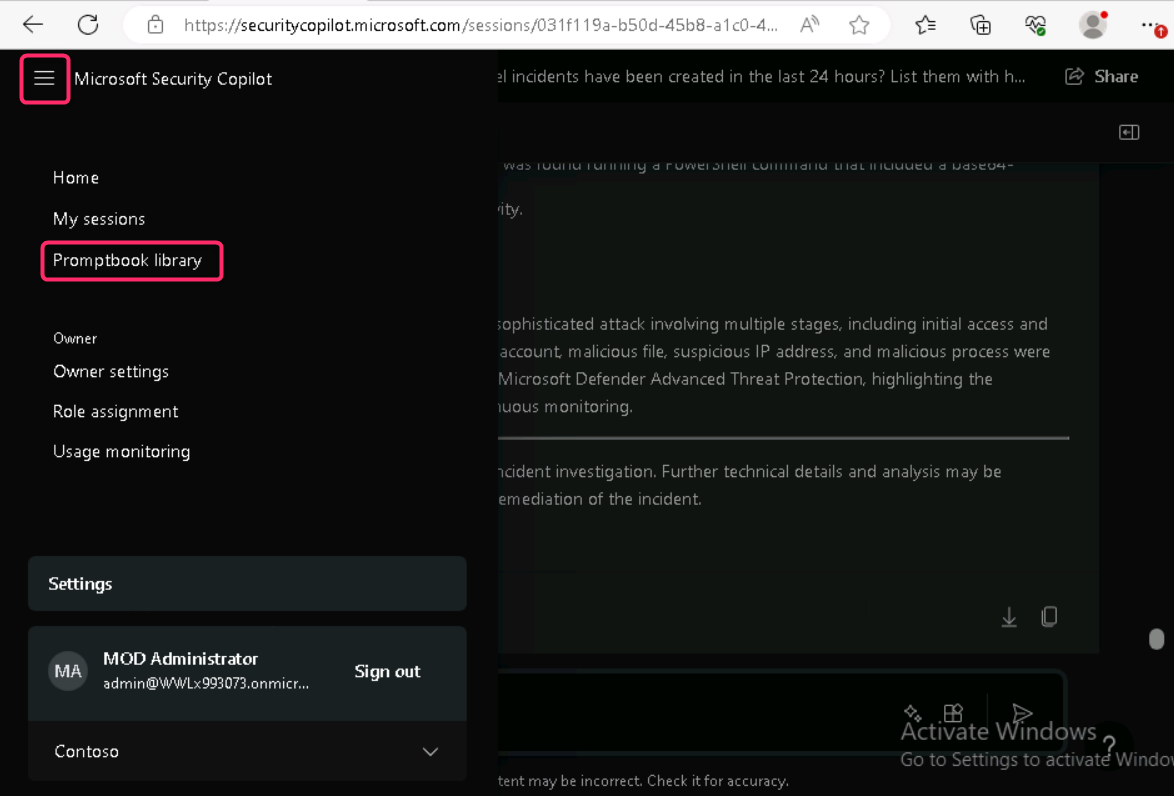 https://securitycopilot.microsoft.com/sessions/031f119a-b50d-45b8-a1c0-4...
Microsoft Security Copilot
el incidents have been created in the last 24 hours? List them with h...
Share
Home
My sessions
Promptbook library
Owner
Owner settings
Role assignment
Usage monitoring
Settings
MA
MOD Administrator
admin@WWLx993073.onmicr...
Sign out
Contoso
was found running a PowerShell command that included a base64-
ity.
sophisticated attack involving multiple stages, including initial access and
account, malicious file, suspicious IP address, and malicious process were
Microsoft Defender Advanced Threat Protection, highlighting the
uous monitoring.
ncident investigation. Further technical details and analysis may be
emediation of the incident.
Activate Windows
Go to Settings to activate Windo
?
tent may be incorrect. Check it for accuracy.